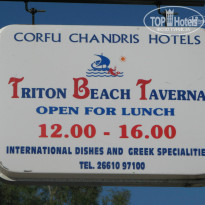 TOP Hotels
CORFU CHANDRIS HOTELS
TRITON BEACH TAVERNA
OPEN FOR LUNCH
12.00 - 16.00
INTERNATIONAL DISHES AND GREEK SPECIALITIE
TEL. 26610 97100